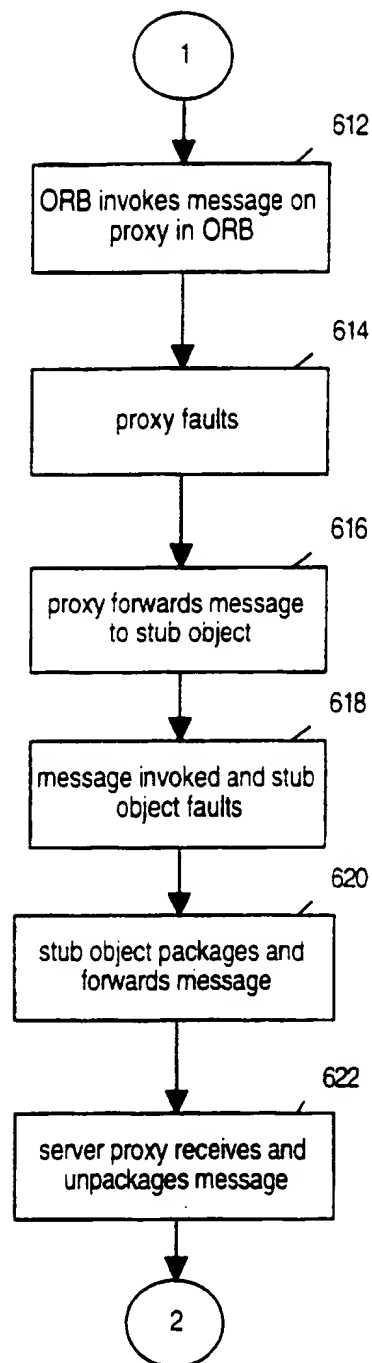 1
612
ORB invokes message on
proxy in ORB
614
proxy faults
616
proxy forwards message
to stub object
618
message invoked and stub
object faults
620
stub object packages and
forwards message
622
server proxy receives and
unpackages message
2